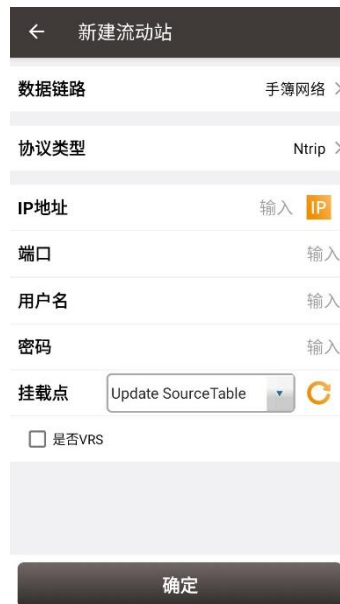 新建流动站
数据链路 手簿网络
协议类型 Ntrip
IP地址 输入 IP
端口 输入
用户名 输入
密码 输入
挂载点 Update SourceTable
是否VRS
确定